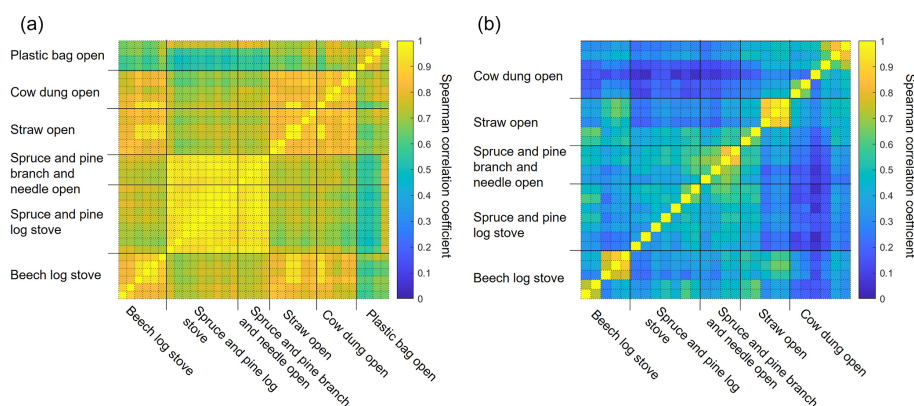 (a)
Plastic bag open
Cow dung open
Straw open
Spruce and pine
branch and
needle open
Spruce and pine
log stove
Beech log stove
Beech log stove
Spruce and pine log
stove
Spruce and pine branch
and needle open
Straw open
Cow dung open
Plastic bag open
1
0.9
0.8
0.7
0.6
0.5
0.4
0.3
0.2
0.1
0
Spearman correlation coefficient
(b)
Cow dung open
Straw open
Spruce and pine
branch and
needle open
Spruce and pine
log stove
Beech log stove
Beech log stove
Spruce and pine log
stove
Spruce and pine branch
and needle open
Straw open
Cow dung open
1
0.9
0.8
0.7
0.6
0.5
0.4
0.3
0.2
0.1
0
Spearman correlation coefficient